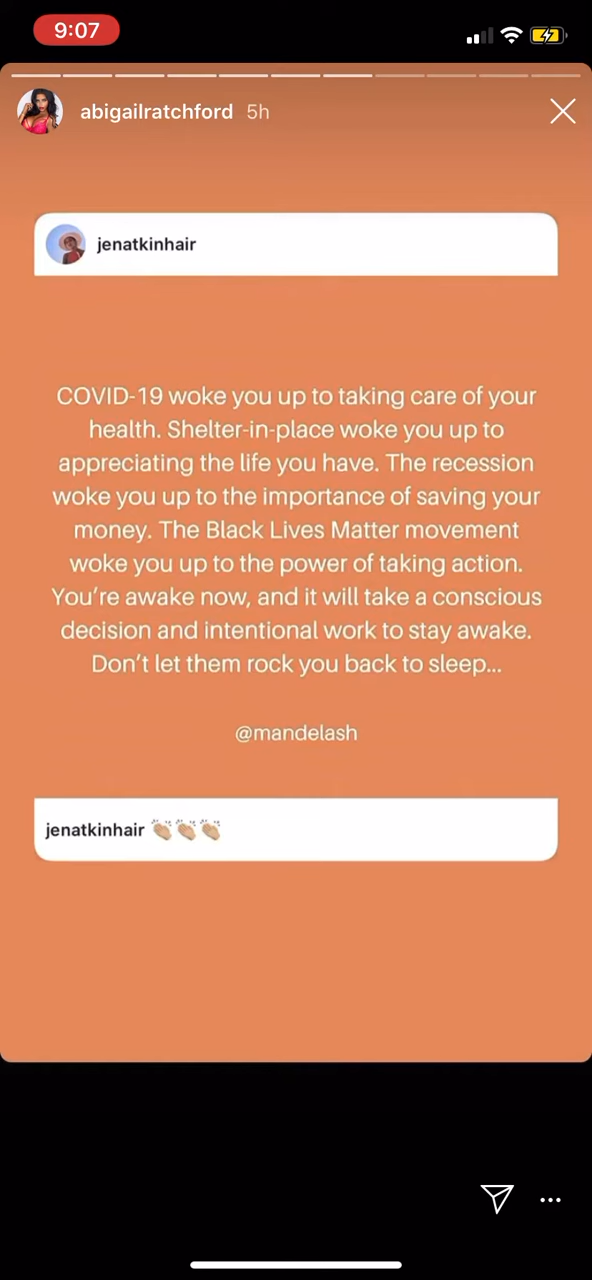 9:07
abigailratchford 5h
jenatkinhair
COVID-19 woke you up to taking care of your
health. Shelter-in-place woke you up to
appreciating the life you have. The recession
woke you up to the importance of saving your
money. The Black Lives Matter movement
woke you up to the power of taking action.
You’re awake now, and it will take a conscious
decision and intentional work to stay awake.
Don’t let them rock you back to sleep...
@mandelash
jenatkinhair 👏🏼👏🏼👏🏼